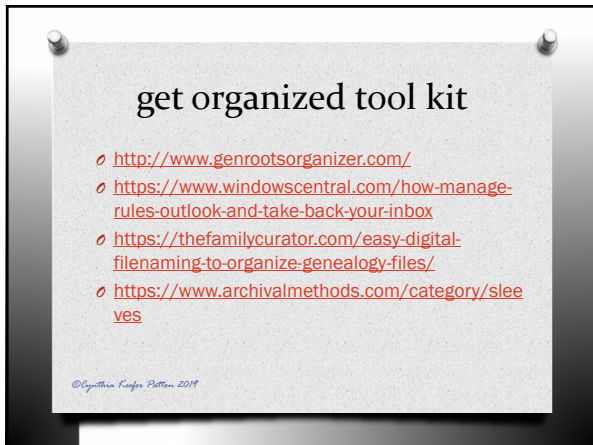 get organized tool kit
http://www.genrootsorganizer.com/
https://www.windowscentral.com/how-manage-
rules-outlook-and-take-back-your-inbox
https://thefamilycurator.com/easy-digital-
filenaming-to-organize-genealogy-files/
https://www.archivalmethods.com/category/slee
ves
©Cynthia Keefer Patton 2019